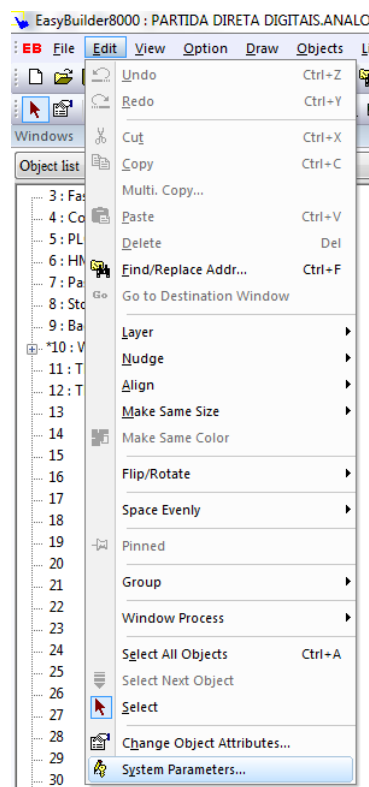 EasyBuilder8000 : PARTIDA DIRETA DIGITAIS.ANALO
EB File Edit View Option Draw Objects
Windows
Object list
3 : Fas
4 : Co
5 : PL
6 : HM
7 : Pas
8 : Sto
9 : Ba
*10 : W
11 : T
12 : T
13
14
15
16
17
18
19
20
21
22
23
24
25
26
27
28
29
30
Undo Ctrl+Z
Redo Ctrl+Y
Cut Ctrl+X
Copy Ctrl+C
Multi. Copy...
Paste Ctrl+V
Delete Del
Find/Replace Addr... Ctrl+F
Go Go to Destination Window
Layer
Nudge
Align
Make Same Size
Make Same Color
Flip/Rotate
Space Evenly
Pinned
Group
Window Process
Select All Objects Ctrl+A
Select Next Object
Select
Change Object Attributes...
System Parameters...